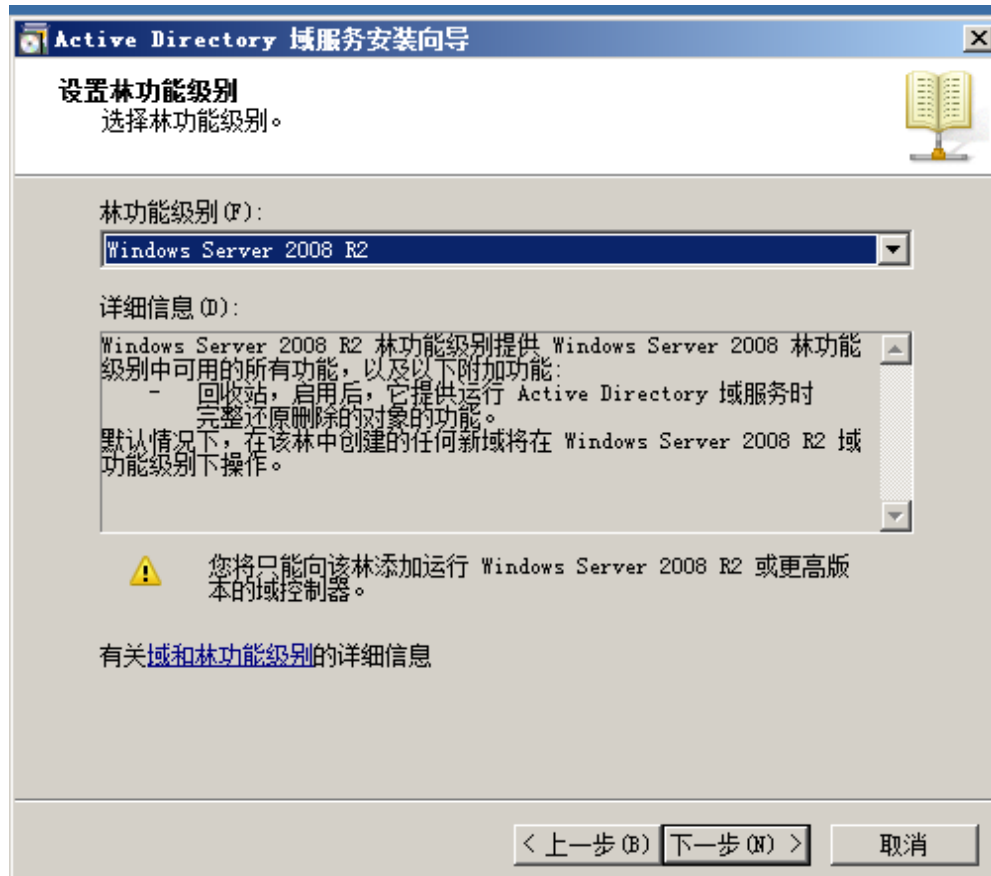 Active Directory 域服务安装向导
设置林功能级别
选择林功能级别。
林功能级别(F):
Windows Server 2008 R2
详细信息(D):
Windows Server 2008 R2 林功能级别提供 Windows Server 2008 林功能
级别中可用的所有功能，以及以下附加功能:
- 回收站，启用后，它提供运行 Active Directory 域服务时
完整还原删除的对象的功能。
默认情况下，在该林中创建的任何新域将在 Windows Server 2008 R2 域
功能级别下操作。
您将只能向该林添加运行 Windows Server 2008 R2 或更高版
本的域控制器。
有关域和林功能级别的详细信息
< 上一步(B) 下一步(N) > 取消